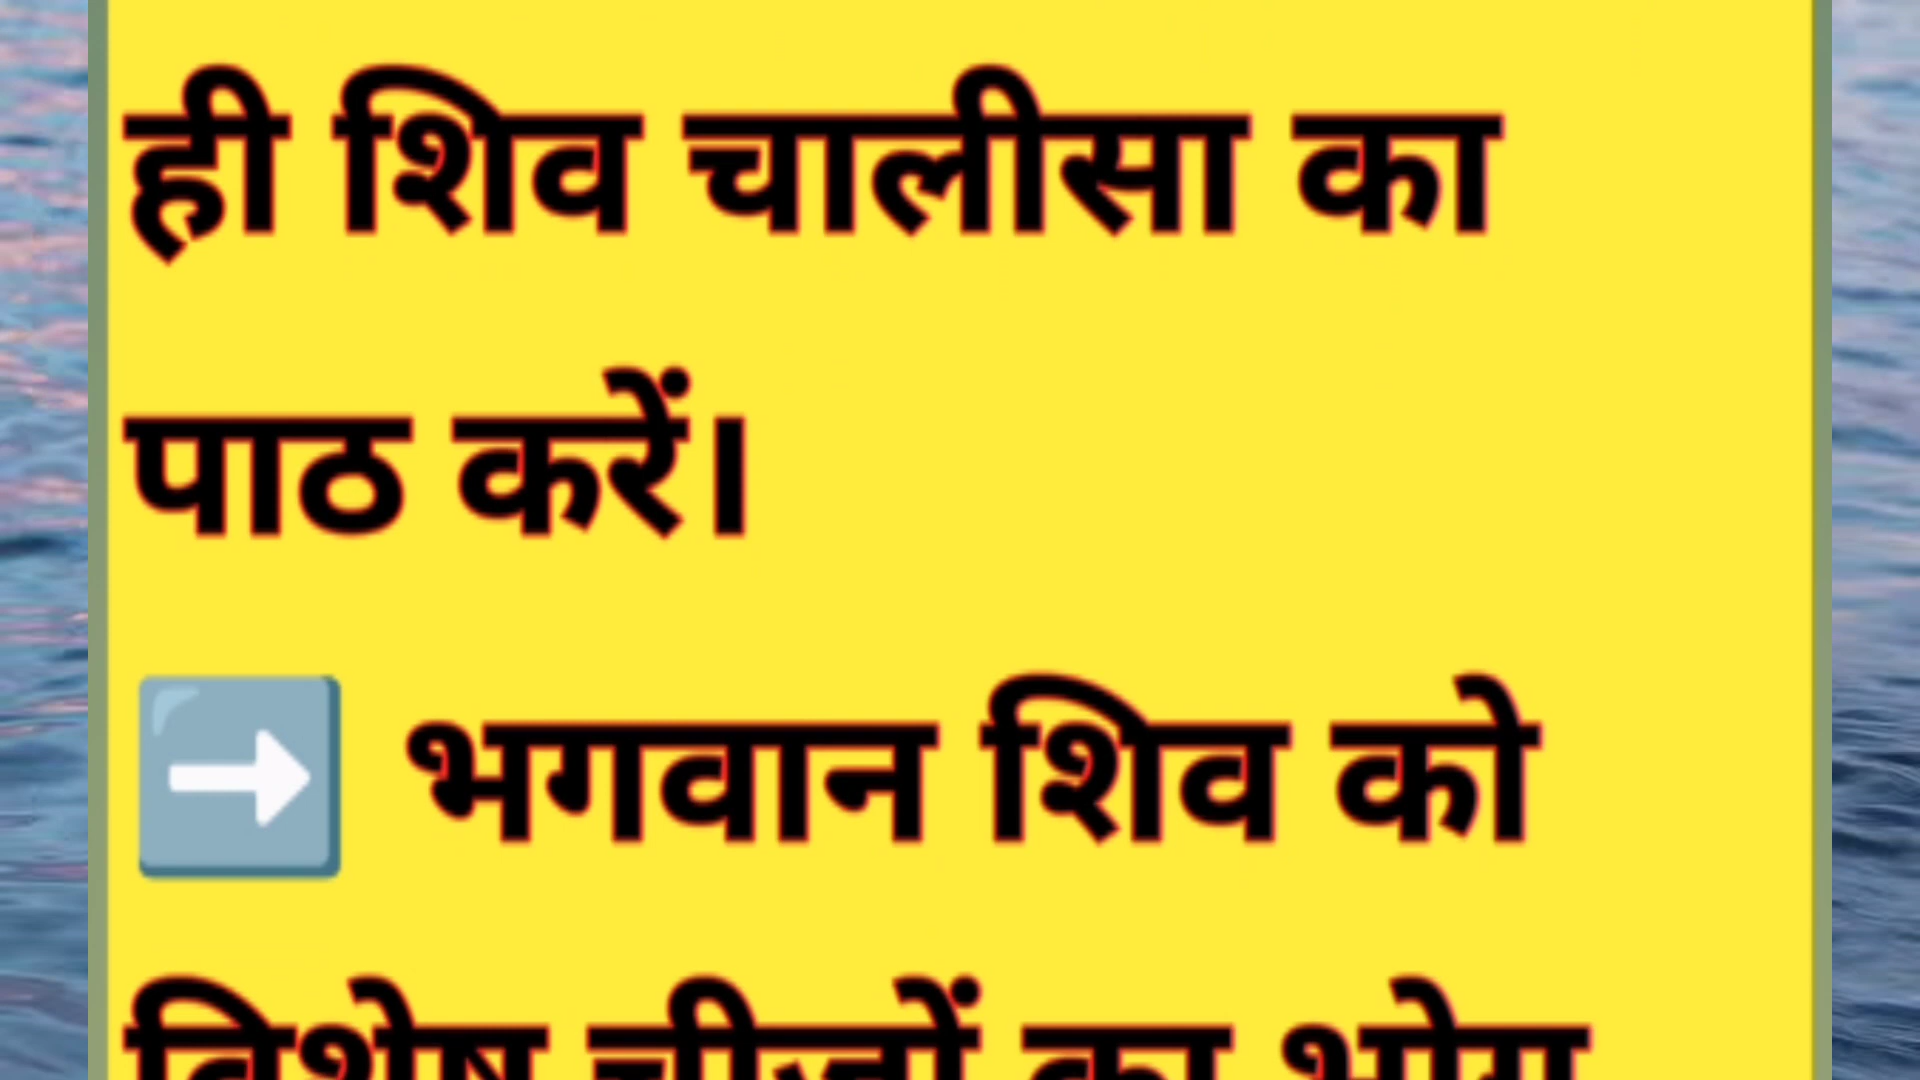 ही शिव चालीसा का
पाठ करें।
➡️ भगवान शिव को
विशेष चीजों का भोग